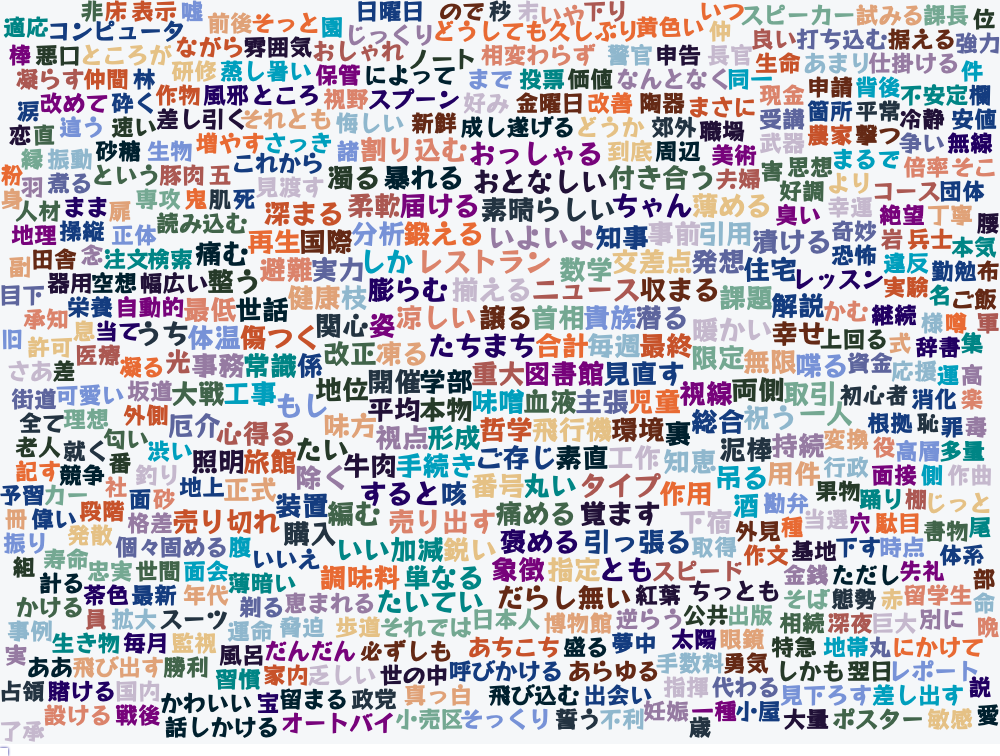 非 床 表示 嘘 前後 そっと 園 日曜日 ので 秒 末 いや 下り いつ スピーカー 試みる 課長 位
適応 コンピュータ じっくり どうしても 久しぶり 黄色い 仲 良い 打ち込む 据える 強力
棒 悪口 ところが ながら 雰囲気 おしゃれ ノート 相変わらず 警官 申告 長官 生命 あまり 仕掛ける 件
凝らす 仲間 林 研修 蒸し暑い 保管 によって まで 投票 価値 なんとなく 同一 現金 申請 背後 不安定 欄
涙 改めて 砕く 作物 風邪 ところ 視野 スプーン 好み 金曜日 改善 陶器 まさに 受講 箇所 平常 冷静 安値
恋 直 這う 速い 差し引く それとも 悔しい 新鮮 成し遂げる どうか 郊外 職場 武器 農家 撃つ 争い 無線
縁 振動 砂糖 生物 増やす さっき 諸 割り込む おっしゃる 到底 周辺 美術 害 思想 まるで 倍率 そこ
粉 羽 煮る という 豚肉 五 これから 見渡す 濁る 暴れる おとなしい 付き合う 夫婦 好調 より コース 団体
身 人材 まま 扉 専攻 鬼 肌 死 深まる 柔軟 届ける 素晴らしい ちゃん 薄める 臭い 幸運 絶望 丁寧 腰
地理 操縦 正体 読み込む 再生 国際 分析 鍛える いよいよ 知事 事前 引用 漬ける 奇妙 岩 兵士 本気
副 田舎 念 注文 検索 痛む 避難 実力 しか レストラン 数学 交差点 発想 住宅 恐怖 違反 勤勉 布
目下 器用 空想 幅広い 整う 健康 枝 膨らむ 揃える ニュース 収まる 課題 レッスン 実験 名 ご飯
承知 栄養 自動的 最低 世話 関心 姿 涼しい 譲る 首相 貴族 潜る 暖かい 解説 かむ 継続 様 噂 軍
旧 許可 息 当て うち 体温 傷つく 改正 凍る たちまち 合計 毎週 最終 限定 幸せ 上回る 式 辞書 集
さあ 差 医療 凝る 光 事務 常識 係 重大 図書館 見直す 無限 喋る 資金 応援 運 高
街道 可愛い 坂道 大戦 工事 もし 地位 開催 学部 味噌 血液 主張 児童 視線 両側 取引 初心者 消化 楽
全て 理想 外側 厄介 心得る 味方 平均 本物 哲学 飛行機 環境 裏 総合 祝う 一人 根拠 恥 罪 毒
老人 就く 匂い 渋い 照明 旅館 たい 視点 形成 ご存じ 素直 工作 知恵 泥棒 持続 変換 役 高層 多量
記す 競争 番 釣り 除く 牛肉 手続き 番号 丸い タイプ 作用 吊る 用件 行政 面接 側 作曲
予習 カー 社 面 砂 地上 正式 装置 すると 咳 痛める 覚ます 酒 勘弁 果物 踊り 棚 じっと
冊 偉い 段階 格差 売り切れ 編む 売り出す 下宿 外見 種 当選 穴 駄目 書物 尾
振り 発散 個々 固める 腹 購入 いい加減 鋭い 褒める 引っ張る 取得 作文 基地 下す 時点 体系
組 寿命 忠実 世間 面会 いいえ 調味料 単なる 象徴 指定 とも スピード 金銭 ただし 失礼 部
計る 茶色 最新 年代 薄暗い 剃る 恵まれる たいてい だらし無い 紅葉 ちっとも そば 態勢 赤 留学生 命
かける 員 拡大 スーツ 運命 脅迫 歩道 それでは 日本人 博物館 逆らう 公共 出版 相続 深夜 巨大 別に 晩
事例 生き物 毎月 監視 風呂 だんだん 必ずしも あちこち 盛る 夢中 太陽 眼鏡 特急 地帯 丸 にかけて
実 ああ 飛び出す 勝利 習慣 家内 乏しい 世の中 呼びかける あらゆる 手数料 勇気 しかも 翌日 レポート
占領 賭ける 国内 かわいい 宝 留まる 政党 真っ白 飛び込む 出会い 指揮 代わる 見下ろす 差し出す 説
了承 設ける 戦後 話しかける オートバイ 小売 区 そっくり 誓う 不利 妊娠 一種 歳 小屋 大量 ポスター 敏感 愛